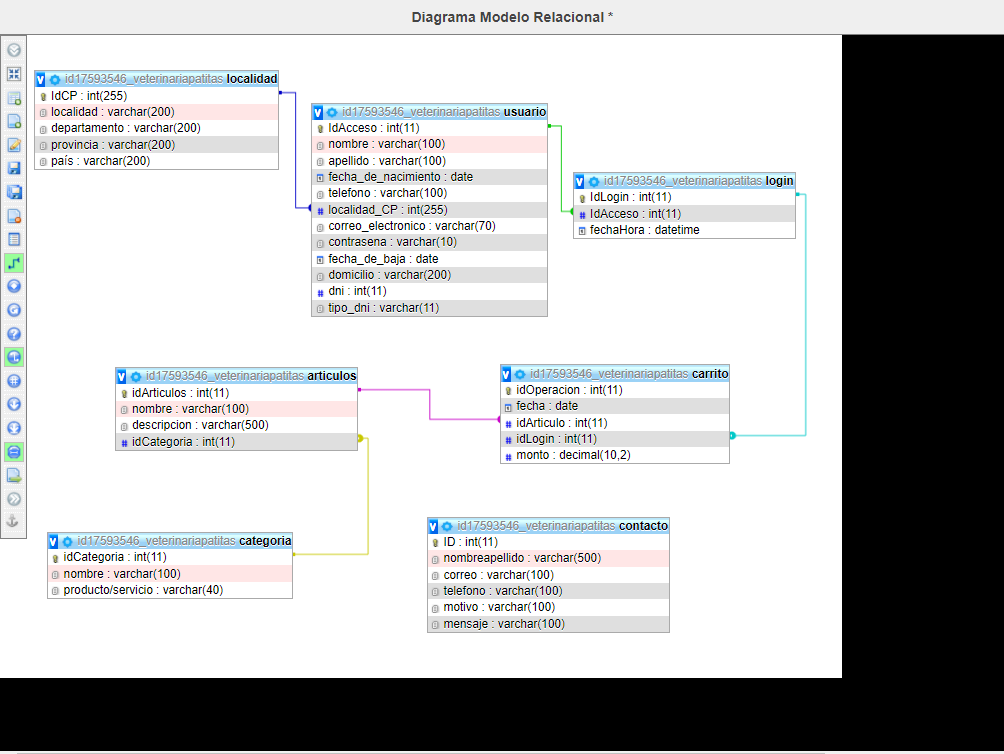 Diagrama Modelo Relacional *
id17593546_veterinariapatitas localidad
IdCP : int(255)
localidad : varchar(200)
departamento : varchar(200)
provincia : varchar(200)
país : varchar(200)
id17593546_veterinariapatitas usuario
IdAcceso : int(11)
nombre : varchar(100)
apellido : varchar(100)
fecha_de_nacimiento : date
telefono : varchar(100)
localidad_CP : int(255)
correo_electronico : varchar(70)
contrasena : varchar(10)
fecha_de_baja : date
domicilio : varchar(200)
dni : int(11)
tipo_dni : varchar(11)
id17593546_veterinariapatitas login
IdLogin : int(11)
IdAcceso : int(11)
fechaHora : datetime
id17593546_veterinariapatitas articulos
idArticulos : int(11)
nombre : varchar(100)
descripcion : varchar(500)
idCategoria : int(11)
id17593546_veterinariapatitas carrito
idOperacion : int(11)
fecha : date
idArticulo : int(11)
idLogin : int(11)
monto : decimal(10,2)
id17593546_veterinariapatitas categoria
idCategoria : int(11)
nombre : varchar(100)
producto/servicio : varchar(40)
id17593546_veterinariapatitas contacto
ID : int(11)
nombreapellido : varchar(500)
correo : varchar(100)
telefono : varchar(100)
motivo : varchar(100)
mensaje : varchar(100)